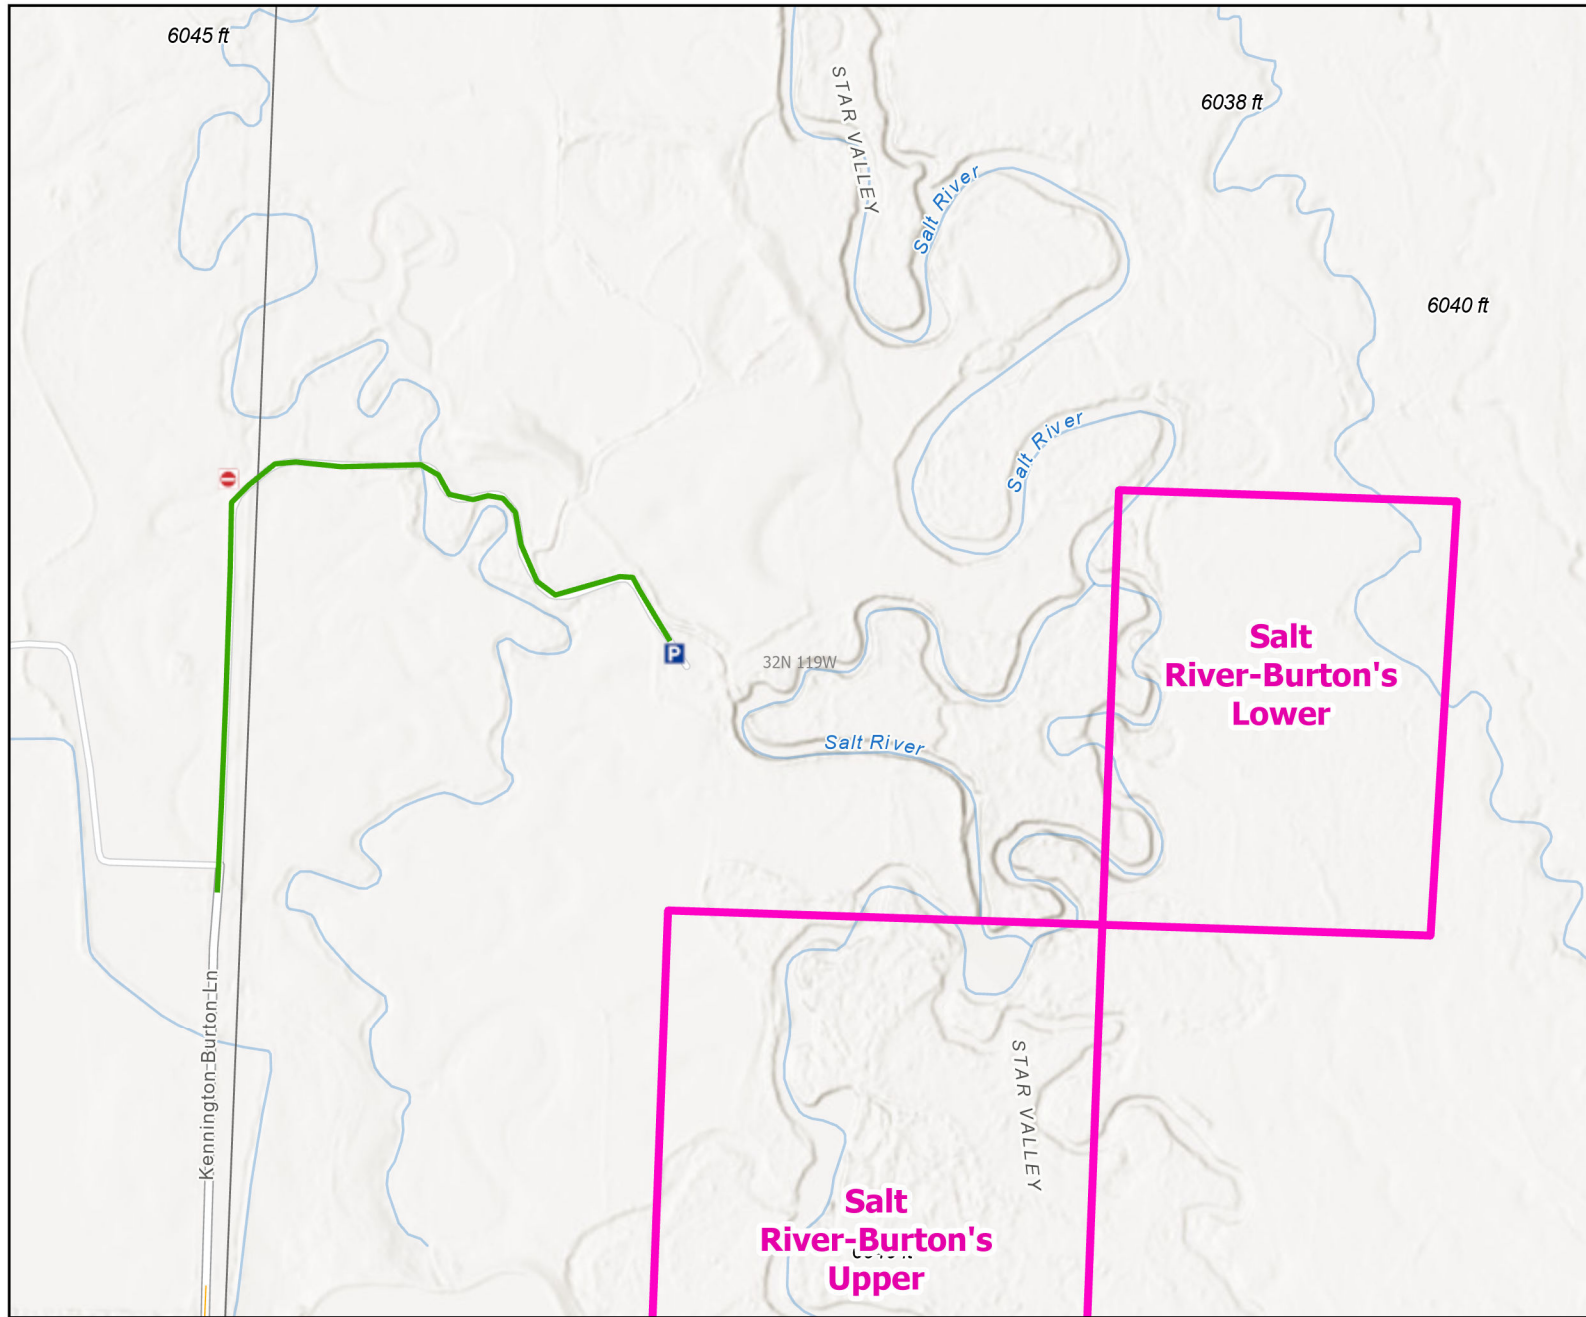 6045 ft
STAR VALLEY
6038 ft
Salt River
6040 ft
Salt River
Salt
River-Burton's
Lower
P
32N 119W
Salt River
Kennington-Burton-Ln
STAR VALLEY
Salt
River-Burton's
Upper